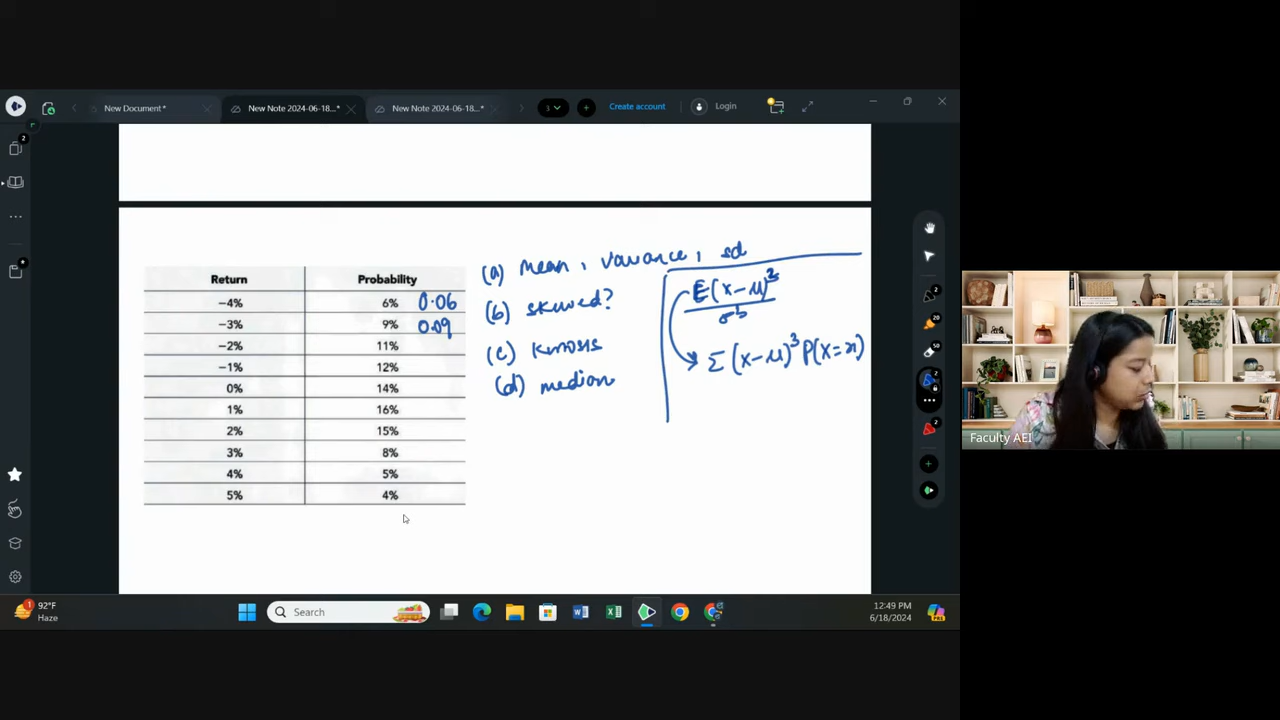 New Document*
New Note 2024-06-18...*
New Note 2024-06-18...*
1
Create account
Login
Return Probability
−4% 6% 0.06
−3% 9% 0.09
−2% 11%
−1% 12%
0% 14%
1% 16%
2% 15%
3% 8%
4% 5%
5% 4%
(a) mean, variance, sd
(b) skewed?
(c) kurtosis
(d) median
E(x-μ)³
σ³
Σ(x-μ)³P(X=x)
Faculty AEI
92°F
Haze
Search
12:49 PM
6/18/2024